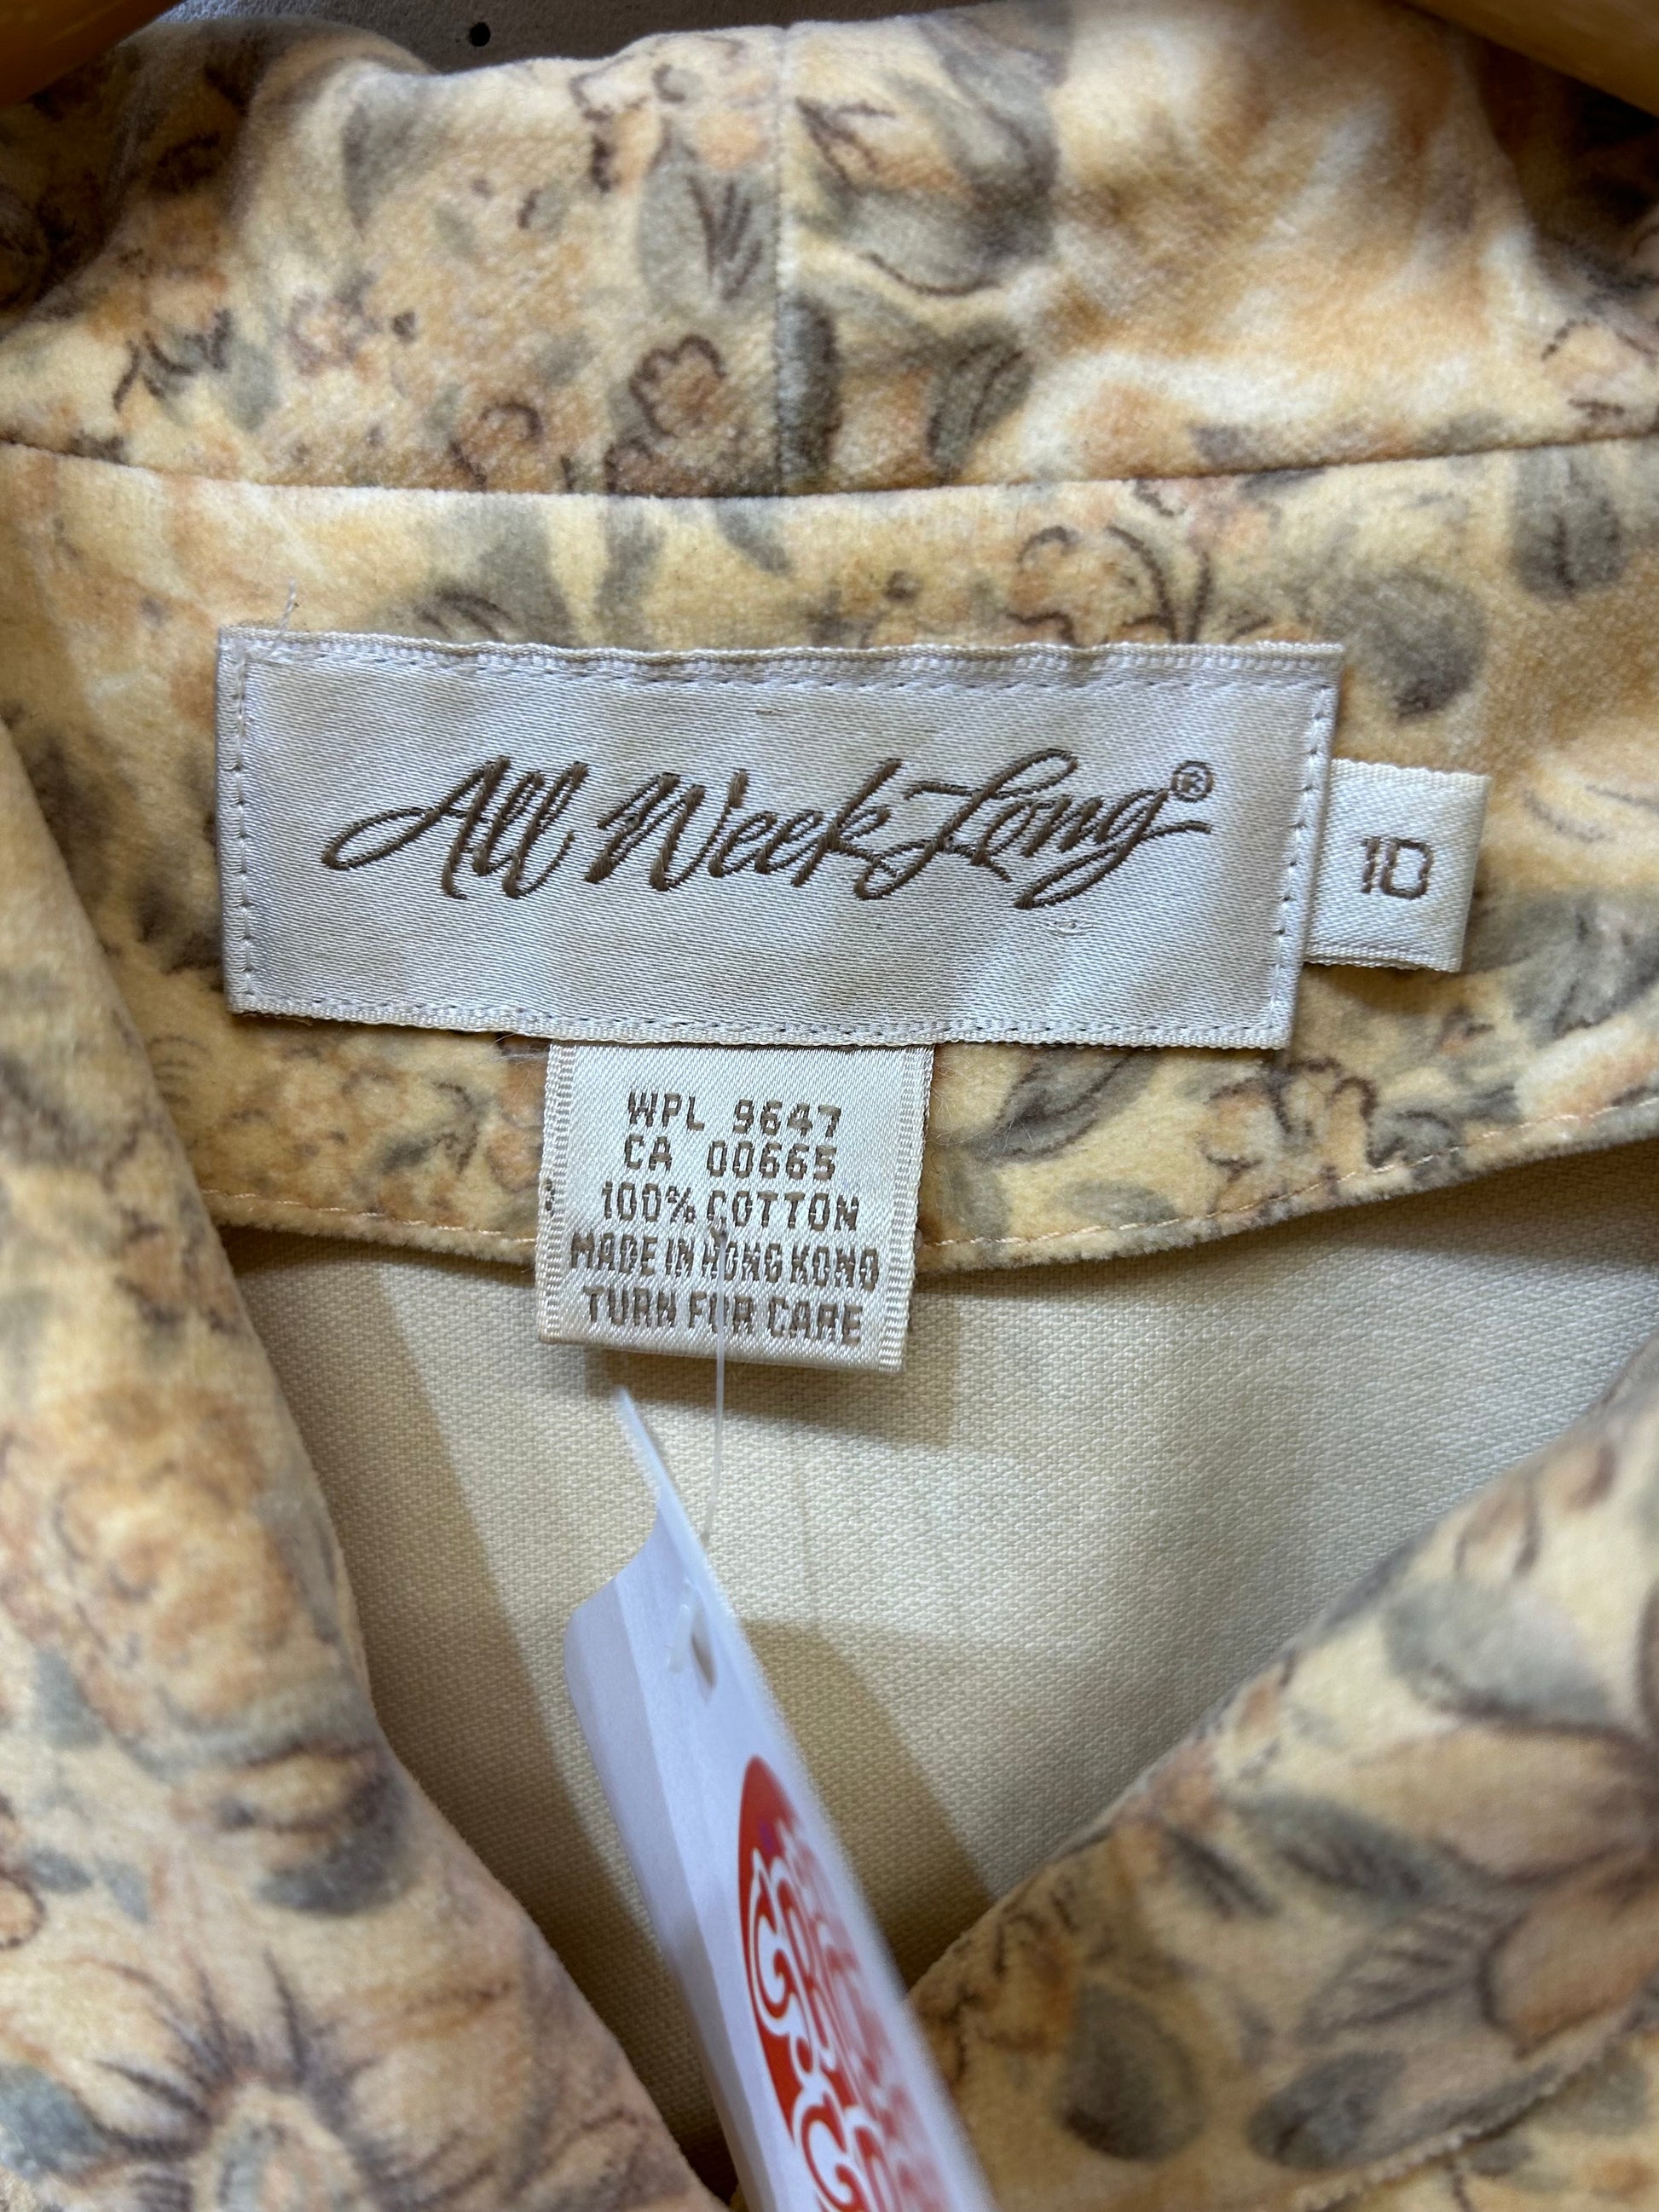 All Week Long®
10
WPL 9647
CA 00665
100% COTTON
MADE IN HONG KONG
TURN FOR CARE